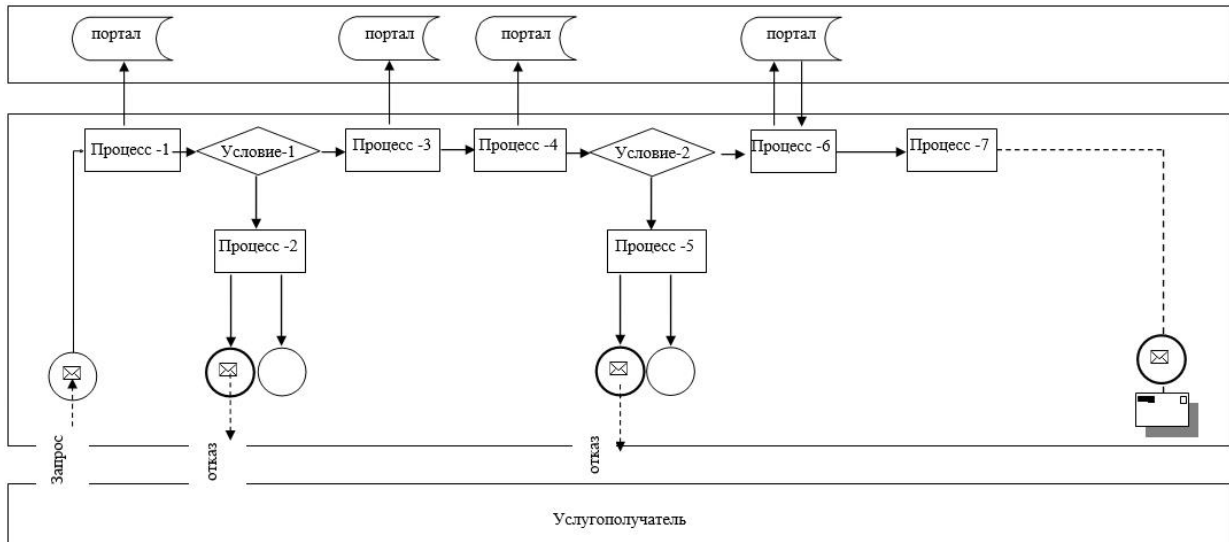 портал
портал
портал
портал
Процесс -1
Условие-1
Процесс -3
Процесс -4
Условие-2
Процесс -6
Процесс -7
Процесс -2
Процесс -5
Запрос
отказ
отказ
Услугополучатель